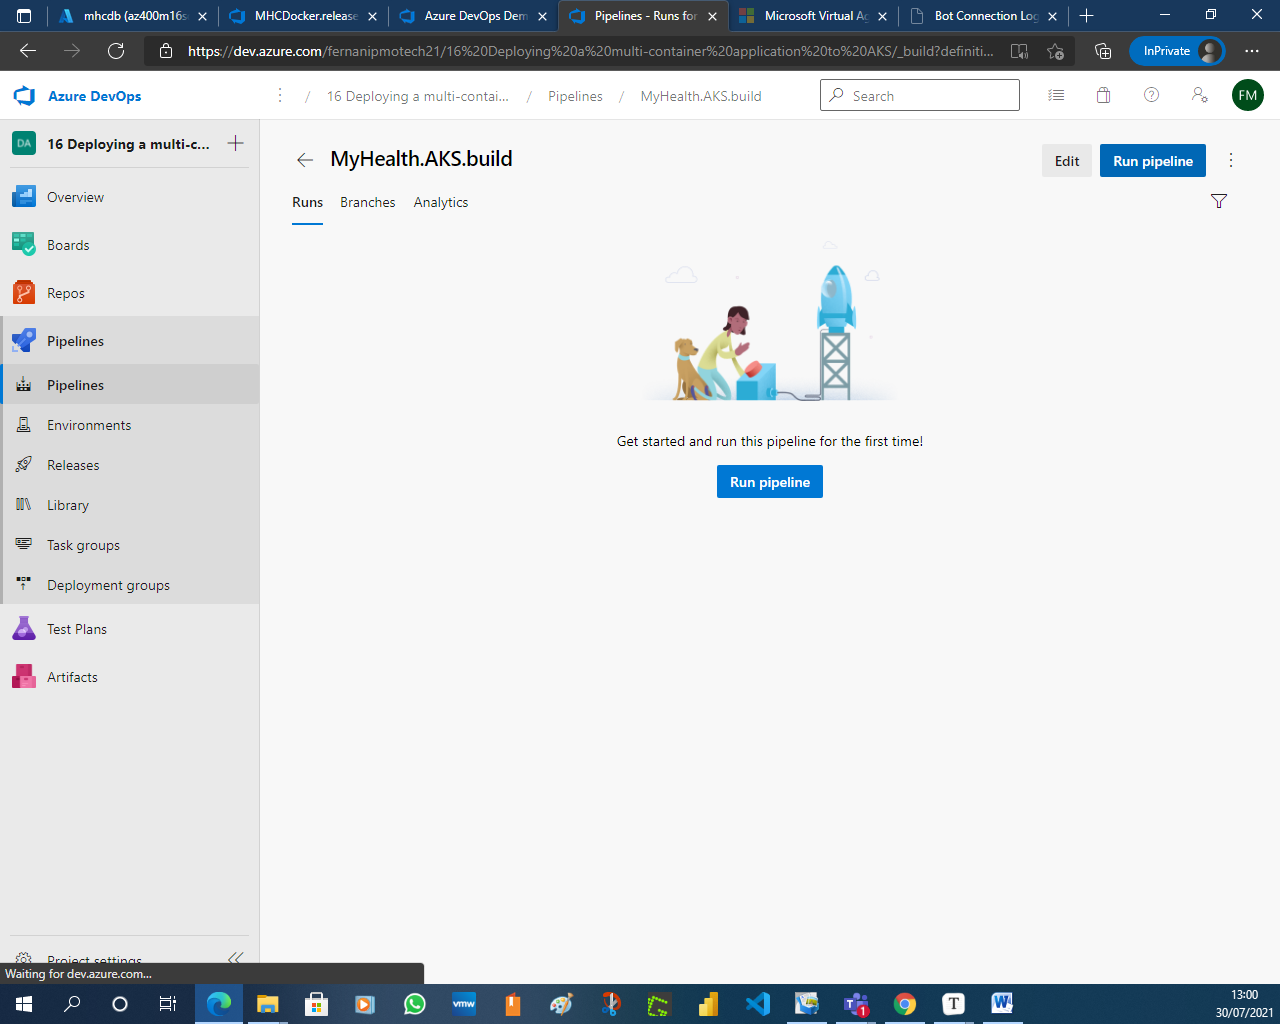 mhcdb (az400m16s
MHCDocker.release
Azure DevOps Dem
Pipelines - Runs for
Microsoft Virtual Ag
Bot Connection Log
https://dev.azure.com/fernanipmotech21/16%20Deploying%20a%20multi-container%20application%20to%20AKS/_build?definiti...
InPrivate
Azure DevOps
/ 16 Deploying a multi-contai... / Pipelines / MyHealth.AKS.build
Search
FM
DA
16 Deploying a multi-c...
MyHealth.AKS.build
Edit
Run pipeline
Overview
Runs
Branches
Analytics
Boards
Repos
Pipelines
Pipelines
Environments
Releases
Library
Task groups
Deployment groups
Test Plans
Artifacts
Get started and run this pipeline for the first time!
Run pipeline
Project settings
Waiting for dev.azure.com...
vmw
T
1
13:00
30/07/2021